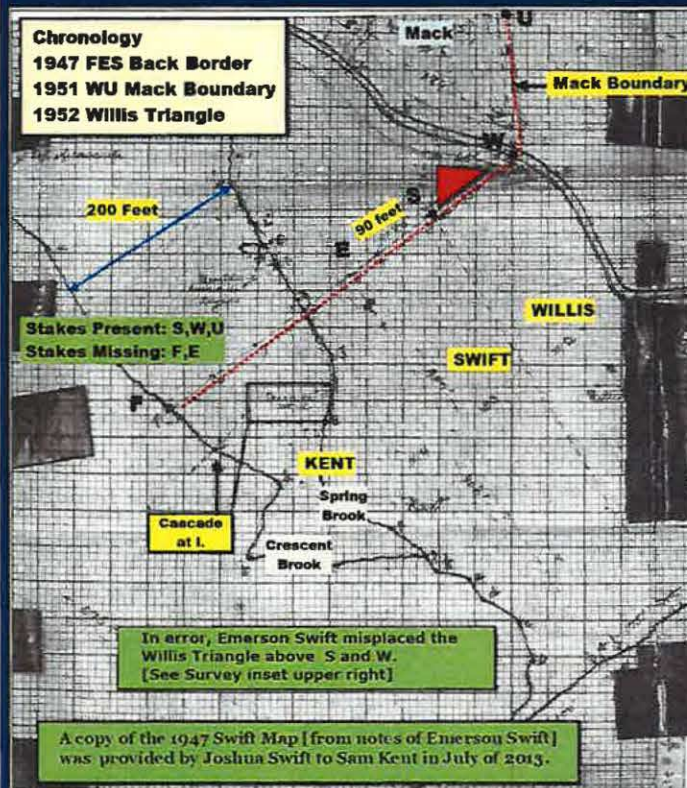 Chronology
1947 FES Back Border
1951 WU Mack Boundary
1952 Willis Triangle
Mack
U
Mack Boundary
W
200 Feet
90 feet
S
E
WILLIS
Stakes Present: S,W,U
Stakes Missing: F,E
SWIFT
F
KENT
Spring
Brook
Cascade
at I.
Crescent
Brook
In error, Emerson Swift misplaced the
Willis Triangle above S and W.
[See Survey inset upper right]
A copy of the 1947 Swift Map [from notes of Emerson Swift]
was provided by Joshua Swift to Sam Kent in July of 2013.